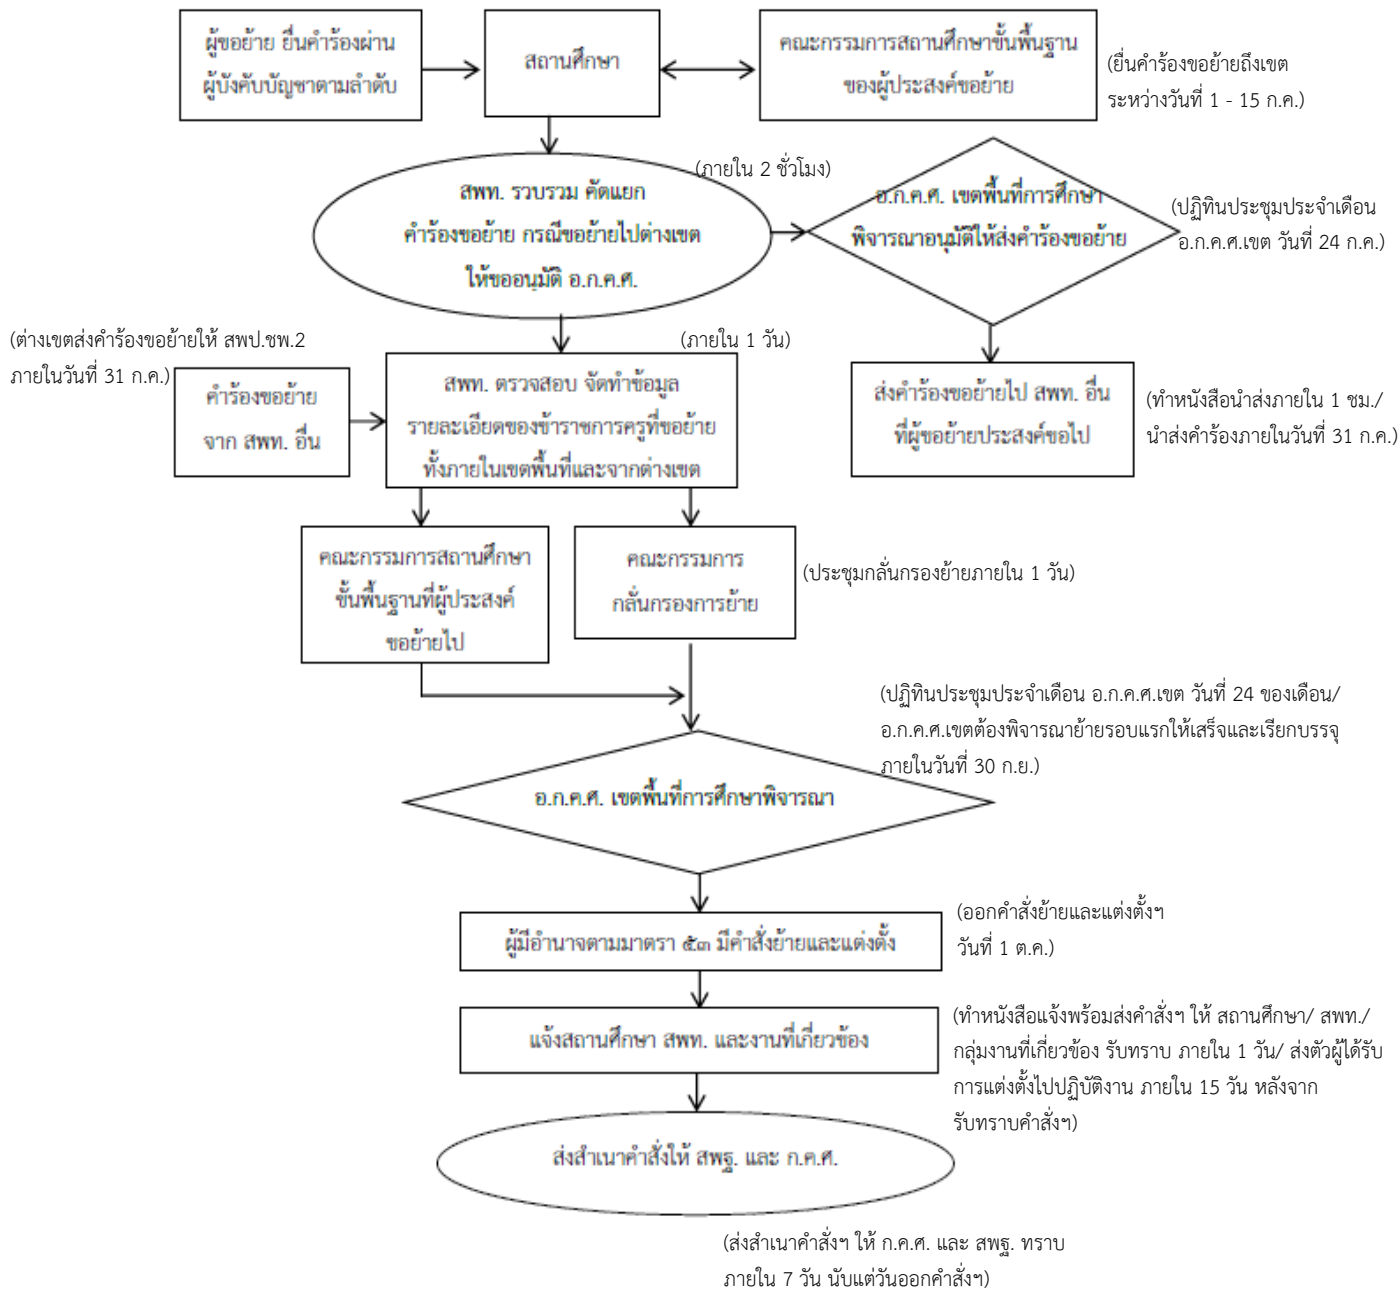 ผู้ขอย้าย ยื่นคำร้องผ่าน
ผู้บังคับบัญชาตามลำดับ
สถานศึกษา
คณะกรรมการสถานศึกษาขั้นพื้นฐาน
ของผู้ประสงค์ขอย้าย
(ยื่นคำร้องขอย้ายถึงเขต
ระหว่างวันที่ 1 - 15 ก.ค.)
(ภายใน 2 ชั่วโมง)
สพท. รวบรวม คัดแยก
คำร้องขอย้าย กรณีขอย้ายไปต่างเขต
ให้ขออนุมัติ อ.ก.ค.ศ.
อ.ก.ค.ศ. เขตพื้นที่การศึกษา
พิจารณาอนุมัติให้ส่งคำร้องขอย้าย
(ปฏิทินประชุมประจำเดือน
อ.ก.ค.ศ.เขต วันที่ 24 ก.ค.)
(ต่างเขตส่งคำร้องขอย้ายให้ สพป.ชพ.2
ภายในวันที่ 31 ก.ค.)
(ภายใน 1 วัน)
คำร้องขอย้าย
จาก สพท. อื่น
สพท. ตรวจสอบ จัดทำข้อมูล
รายละเอียดของข้าราชการครูที่ขอย้าย
ทั้งภายในเขตพื้นที่และจากต่างเขต
ส่งคำร้องขอย้ายไป สพท. อื่น
ที่ผู้ขอย้ายประสงค์ขอไป
(ทำหนังสือนำส่งภายใน 1 ชม./
นำส่งคำร้องภายในวันที่ 31 ก.ค.)
คณะกรรมการสถานศึกษา
ขั้นพื้นฐานที่ผู้ประสงค์
ขอย้ายไป
คณะกรรมการ
กลั่นกรองการย้าย
(ประชุมกลั่นกรองย้ายภายใน 1 วัน)
(ปฏิทินประชุมประจำเดือน อ.ก.ค.ศ.เขต วันที่ 24 ของเดือน/
อ.ก.ค.ศ.เขตต้องพิจารณาย้ายรอบแรกให้เสร็จและเรียกบรรจุ
ภายในวันที่ 30 ก.ย.)
อ.ก.ค.ศ. เขตพื้นที่การศึกษาพิจารณา
ผู้มีอำนาจตามมาตรา ๕๓ มีคำสั่งย้ายและแต่งตั้ง
(ออกคำสั่งย้ายและแต่งตั้งฯ
วันที่ 1 ต.ค.)
แจ้งสถานศึกษา สพท. และงานที่เกี่ยวข้อง
(ทำหนังสือแจ้งพร้อมส่งคำสั่งฯ ให้ สถานศึกษา/ สพท./
กลุ่มงานที่เกี่ยวข้อง รับทราบ ภายใน 1 วัน/ ส่งตัวผู้ได้รับ
การแต่งตั้งไปปฏิบัติงาน ภายใน 15 วัน หลังจาก
รับทราบคำสั่งฯ)
ส่งสำเนาคำสั่งให้ สพฐ. และ ก.ค.ศ.
(ส่งสำเนาคำสั่งฯ ให้ ก.ค.ศ. และ สพฐ. ทราบ
ภายใน 7 วัน นับแต่วันออกคำสั่งฯ)